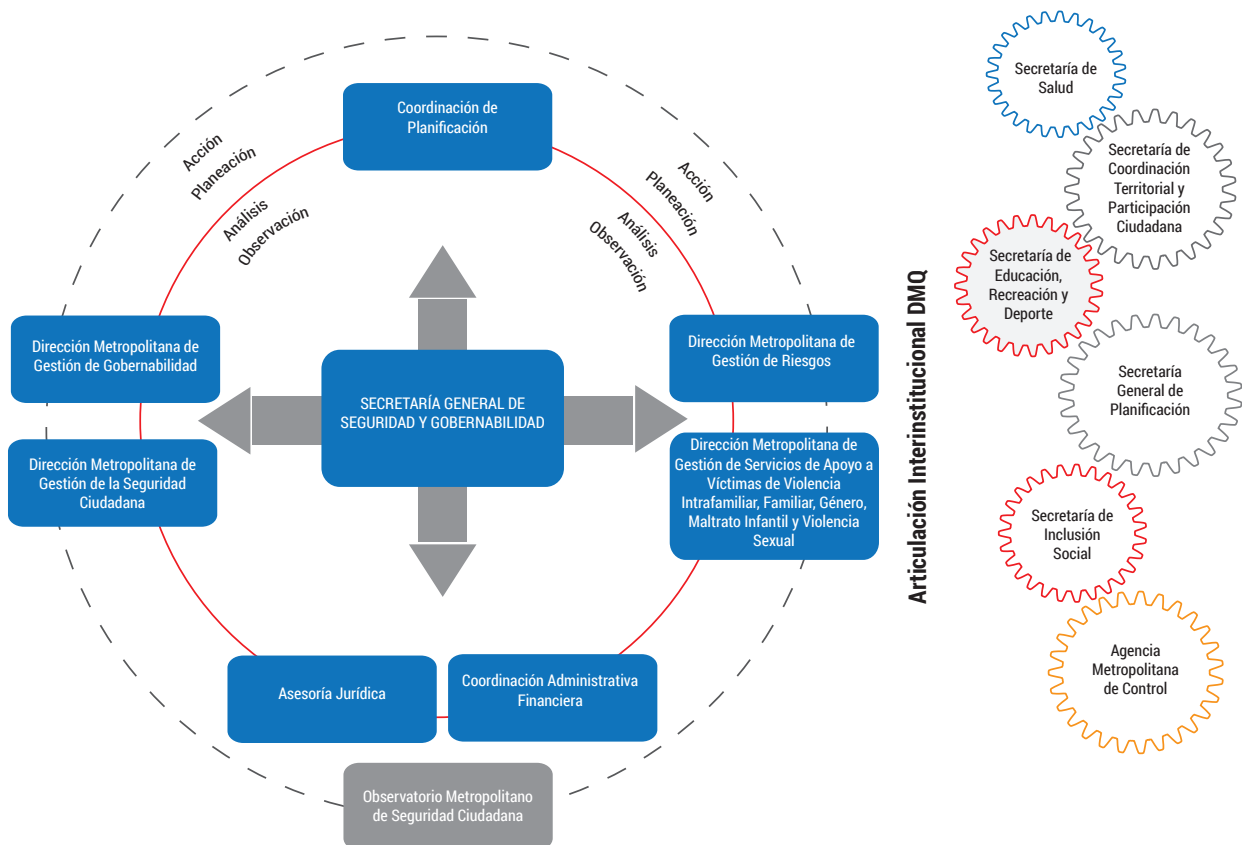 Coordinación de
Planificación
Acción
Planeación
Análisis
Observación
Acción
Planeación
Análisis
Observación
Dirección Metropolitana de
Gestión de Gobernabilidad
Dirección Metropolitana de
Gestión de Riesgos
SECRETARÍA GENERAL DE
SEGURIDAD Y GOBERNABILIDAD
Dirección Metropolitana de
Gestión de la Seguridad
Ciudadana
Dirección Metropolitana de
Gestión de Servicios de Apoyo a
Víctimas de Violencia
Intrafamiliar, Familiar, Género,
Maltrato Infantil y Violencia
Sexual
Asesoría Jurídica
Coordinación Administrativa
Financiera
Observatorio Metropolitano
de Seguridad Ciudadana
Articulación Interinstitucional DMQ
Secretaría de
Salud
Secretaría de
Coordinación
Territorial y
Participación
Ciudadana
Secretaría de
Educación,
Recreación y
Deporte
Secretaría
General de
Planificación
Secretaría de
Inclusión
Social
Agencia
Metropolitana
de Control